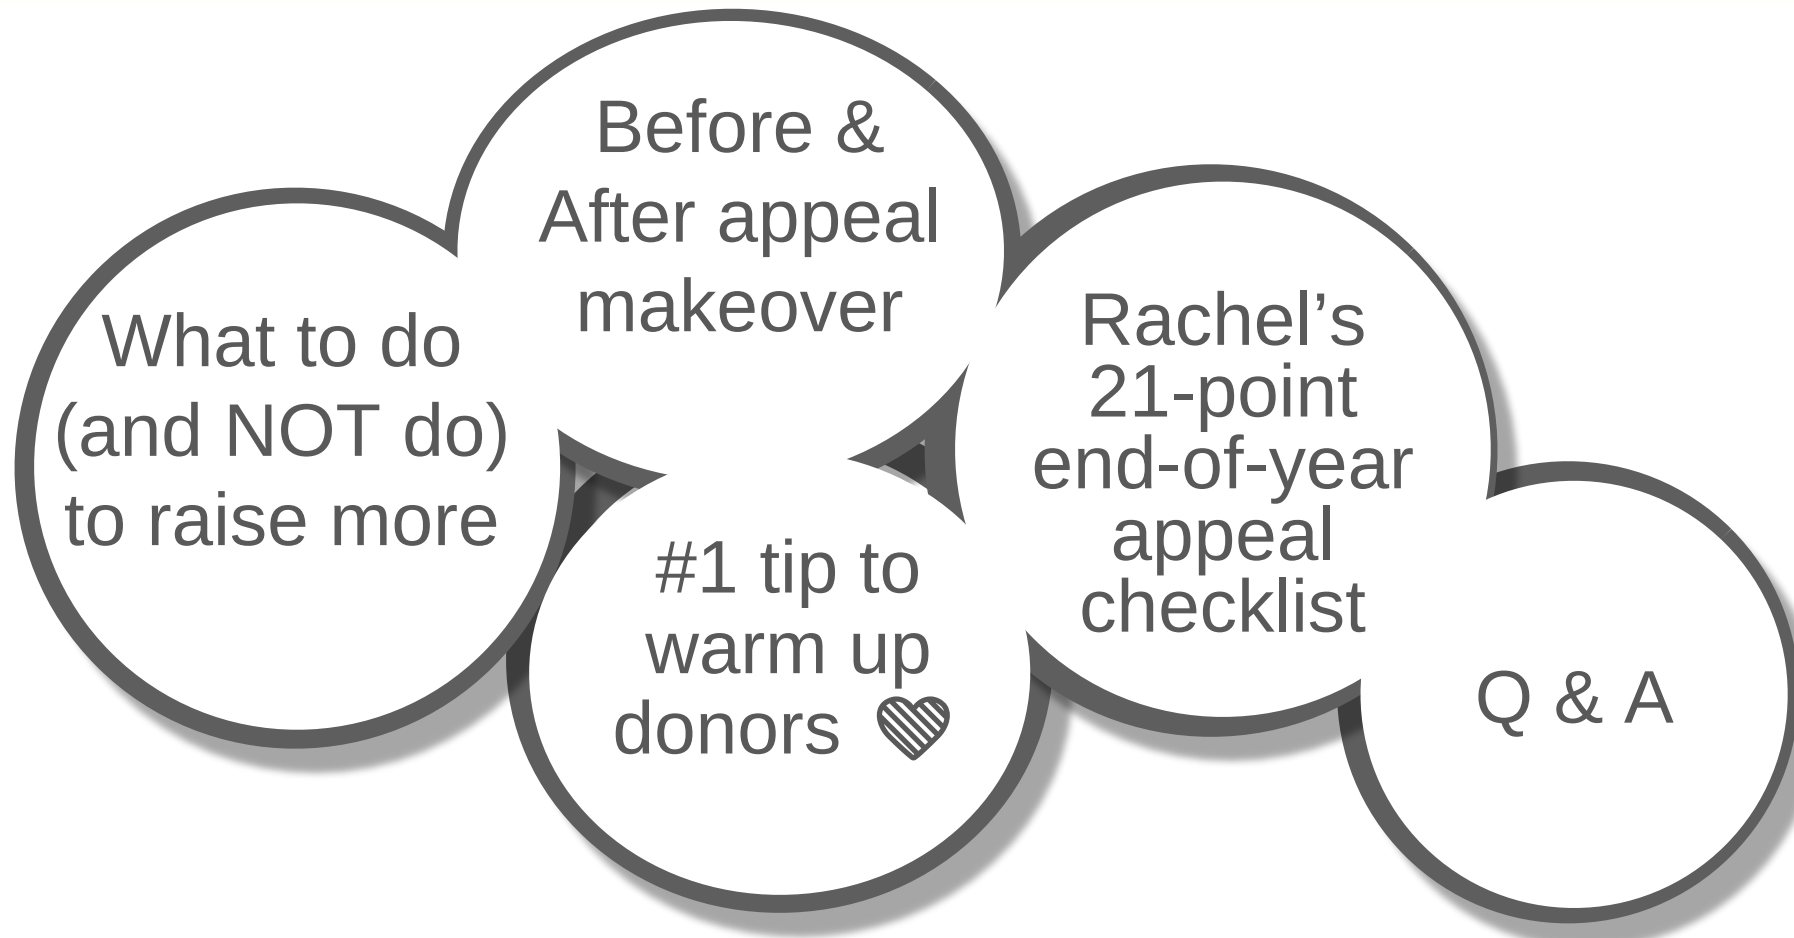 What to do
(and NOT do)
to raise more
Before &
After appeal
makeover
#1 tip to
warm up
donors
Rachel’s
21-point
end-of-year
appeal
checklist
Q & A